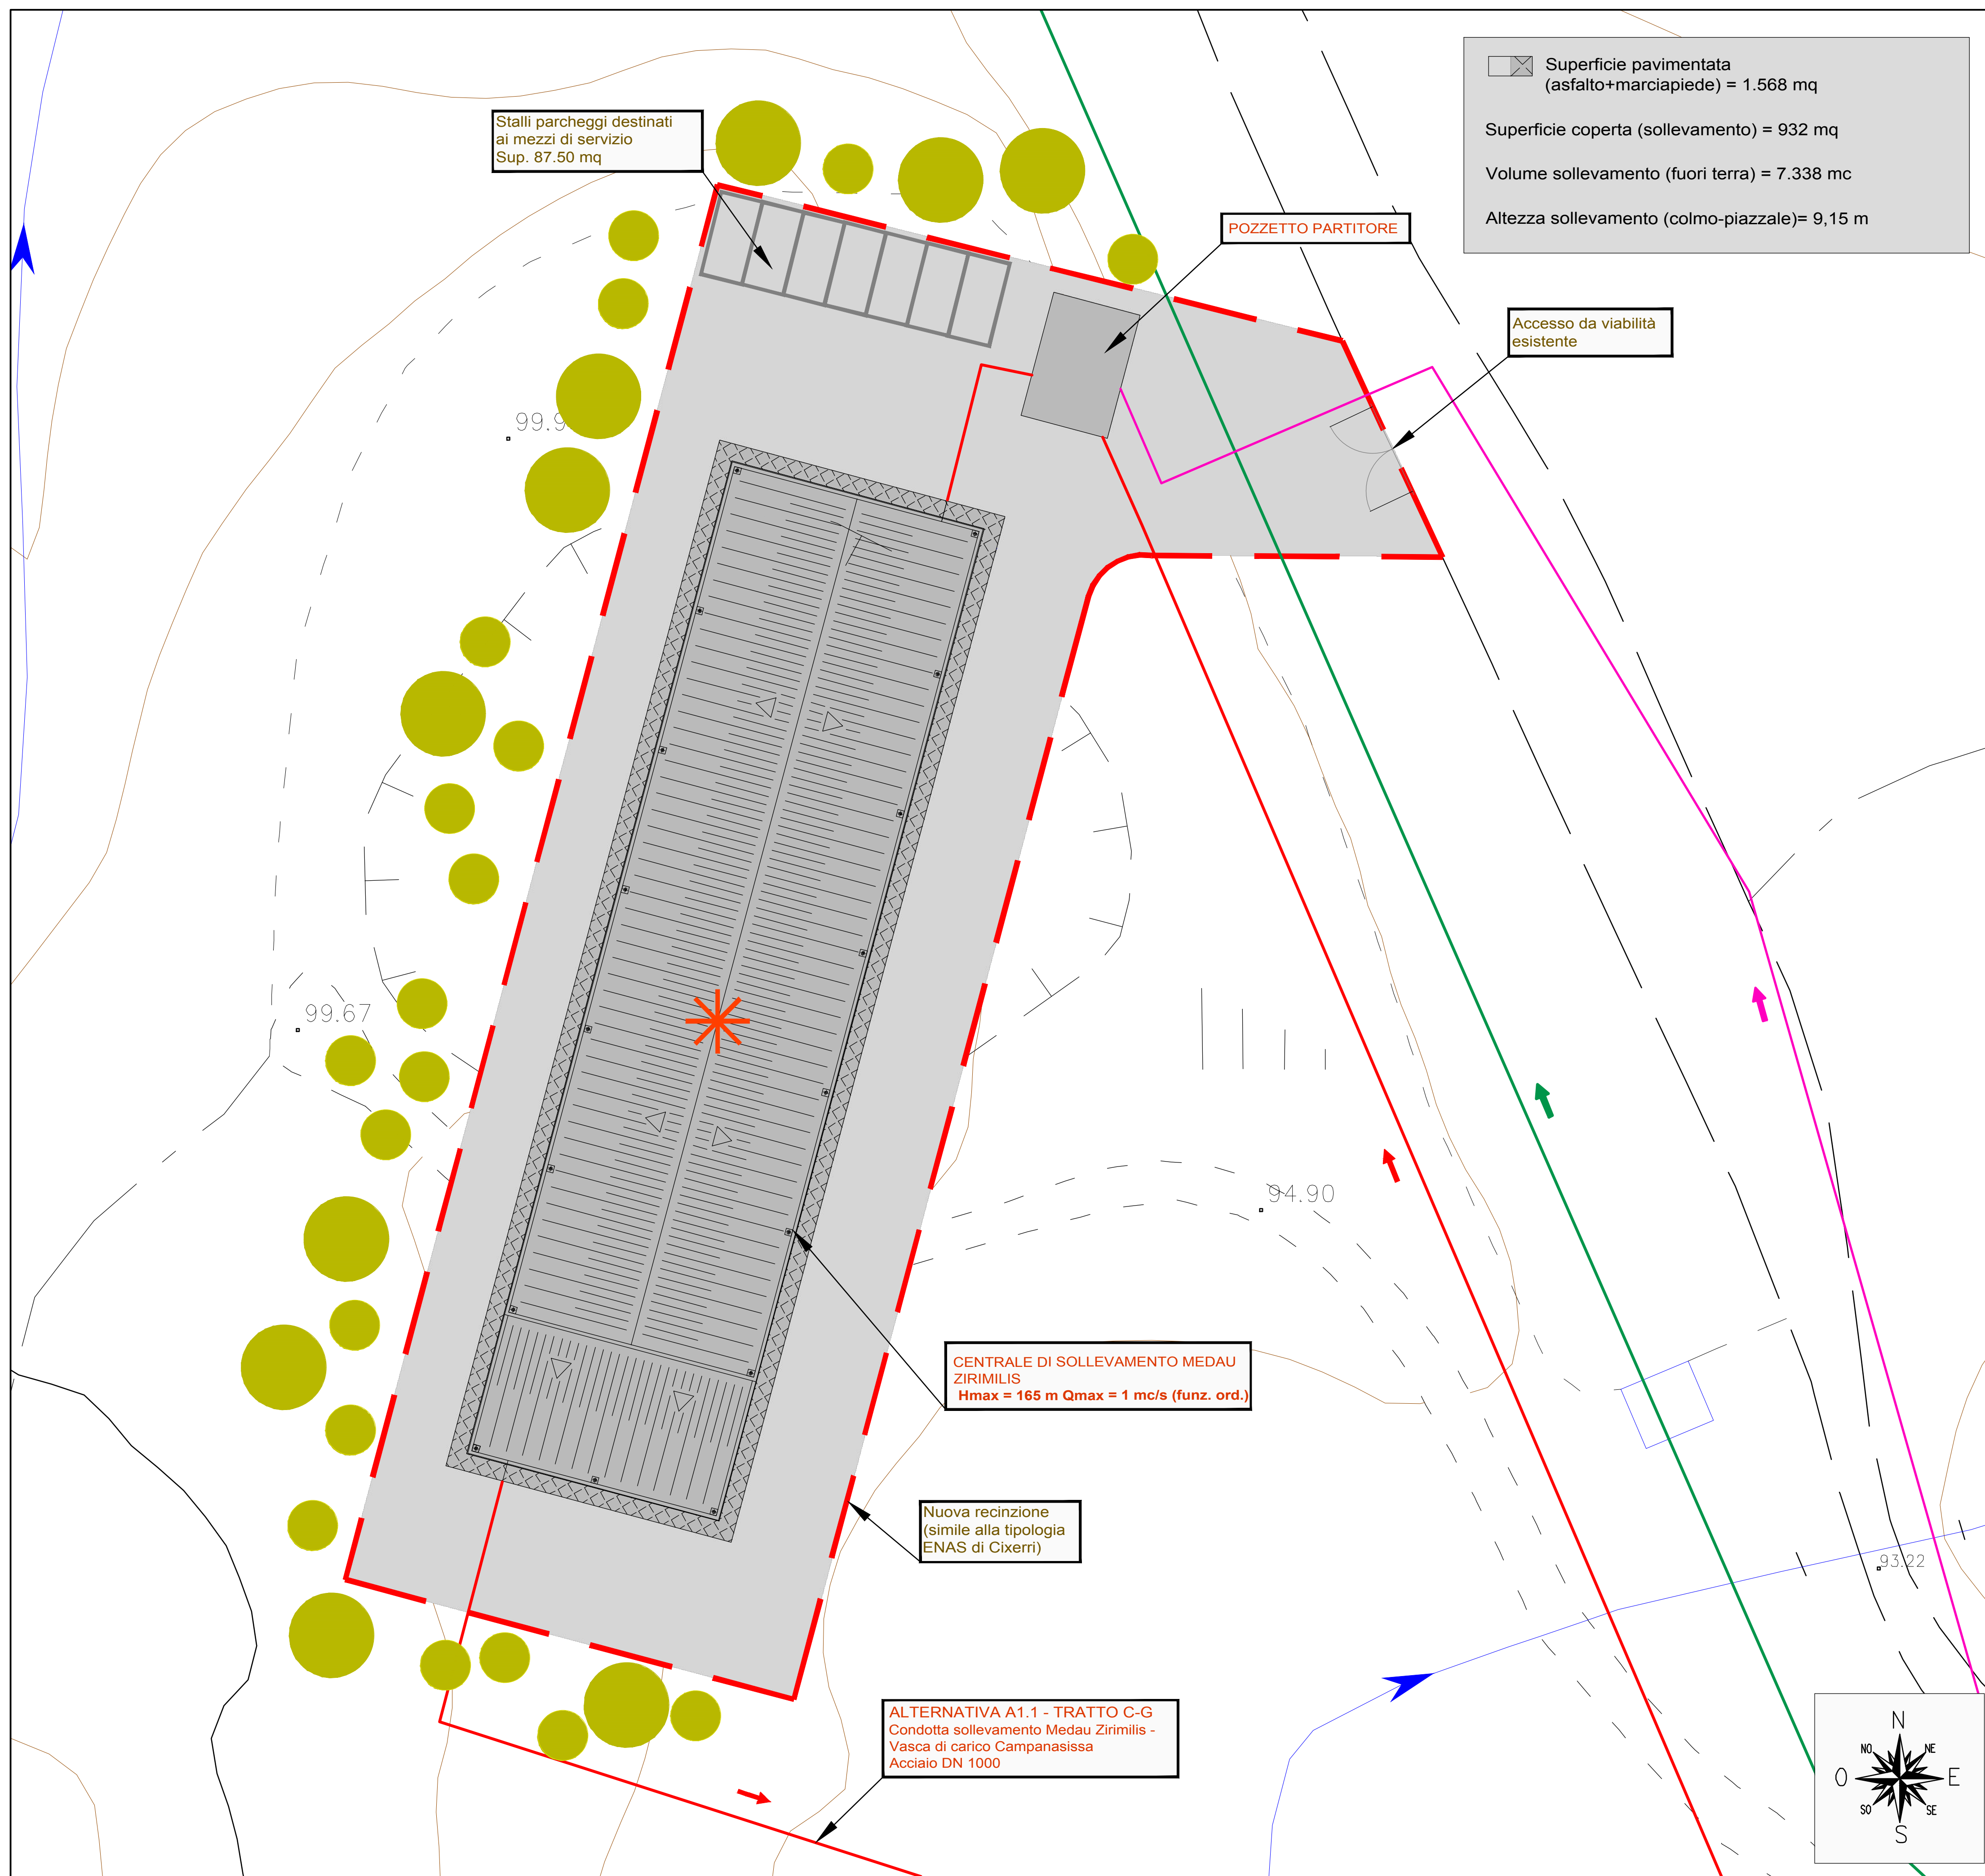 Superficie pavimentata
(asfalto+marciapiede) = 1.568 mq
Superficie coperta (sollevamento) = 932 mq
Volume sollevamento (fuori terra) = 7.338 mc
Altezza sollevamento (colmo-piazzale)= 9,15 m
Stalli parcheggi destinati
ai mezzi di servizio
Sup. 87.50 mq
POZZETTO PARTITORE
Accesso da viabilità
esistente
99.9
99.67
94.90
CENTRALE DI SOLLEVAMENTO MEDAU
ZIRIMILIS
Hmax = 165 m Qmax = 1 mc/s (funz. ord.)
Nuova recinzione
(simile alla tipologia
ENAS di Cixerri)
93.22
ALTERNATIVA A1.1 - TRATTO C-G
Condotta sollevamento Medau Zirimilis -
Vasca di carico Campanasissa
Acciaio DN 1000
N
NO NE
O E
SO SE
S